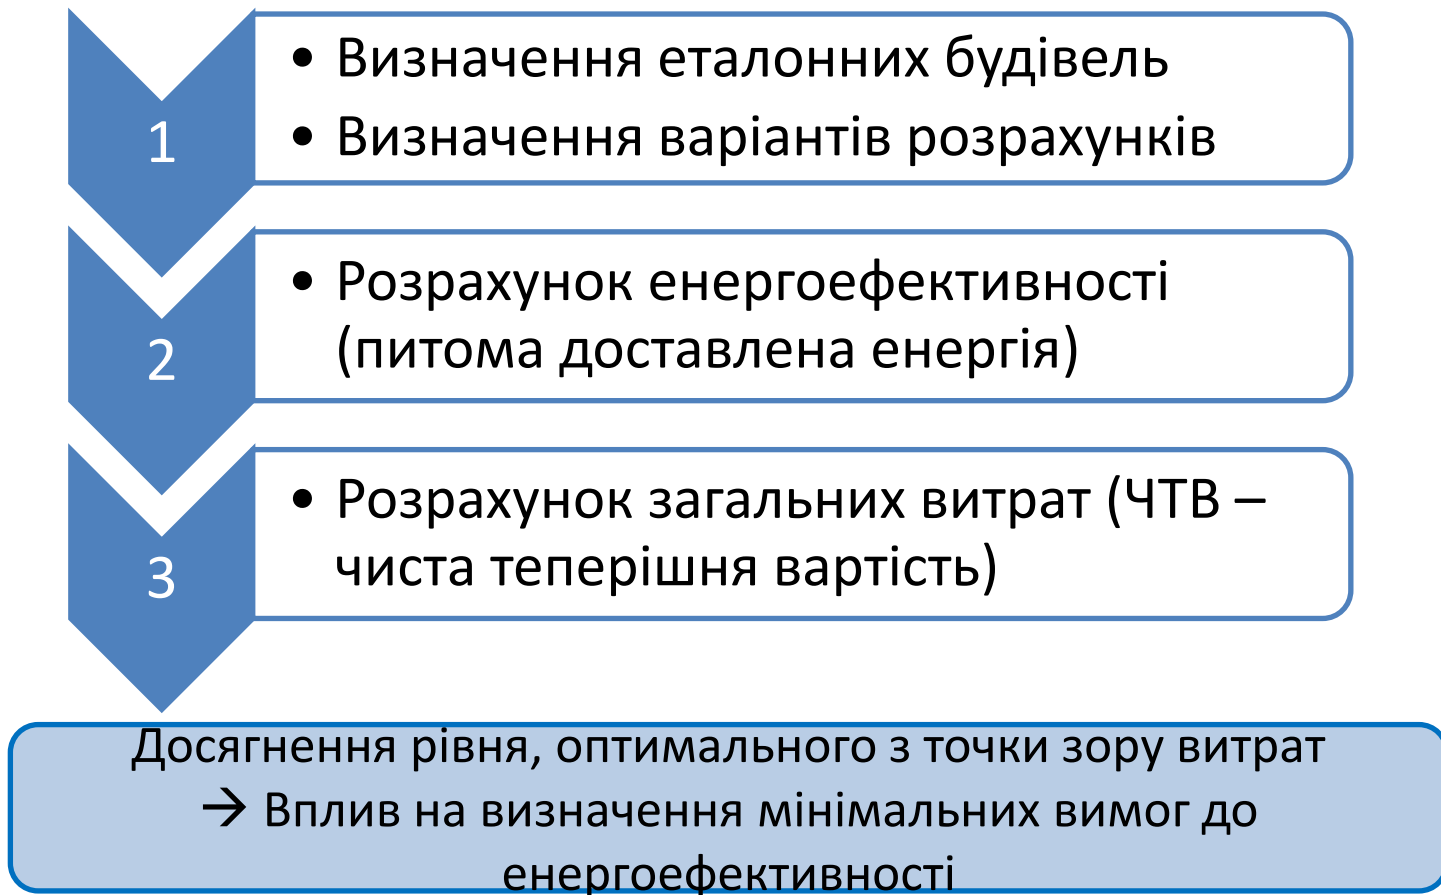 1
• Визначення еталонних будівель
• Визначення варіантів розрахунків
2
• Розрахунок енергоефективності
(питома доставлена енергія)
3
• Розрахунок загальних витрат (ЧТВ –
чиста теперішня вартість)
Досягнення рівня, оптимального з точки зору витрат
→ Вплив на визначення мінімальних вимог до
енергоефективності